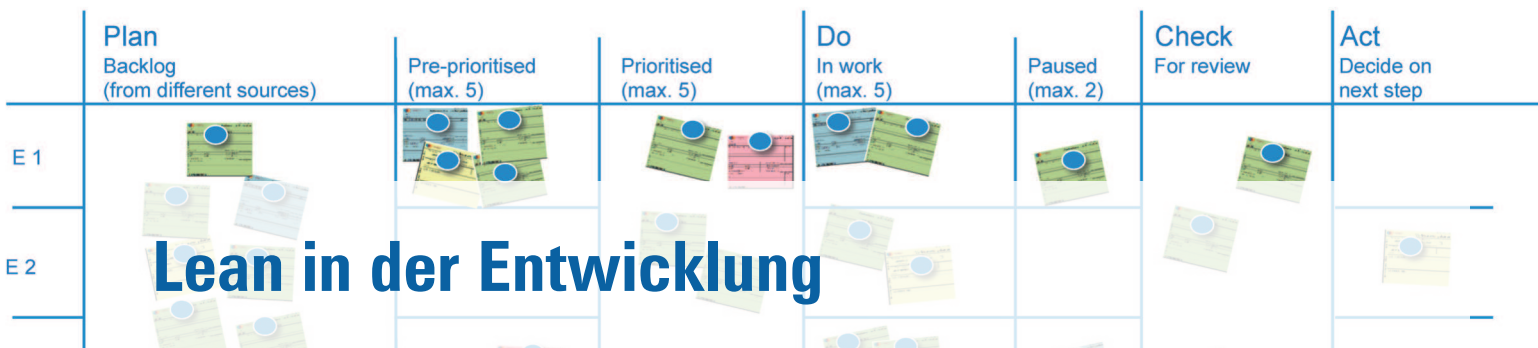 Plan
Backlog
(from different sources)
Pre-prioritised
(max. 5)
Prioritised
(max. 5)
Do
In work
(max. 5)
Paused
(max. 2)
Check
For review
Act
Decide on
next step
E 1
E 2
Lean in der Entwicklung